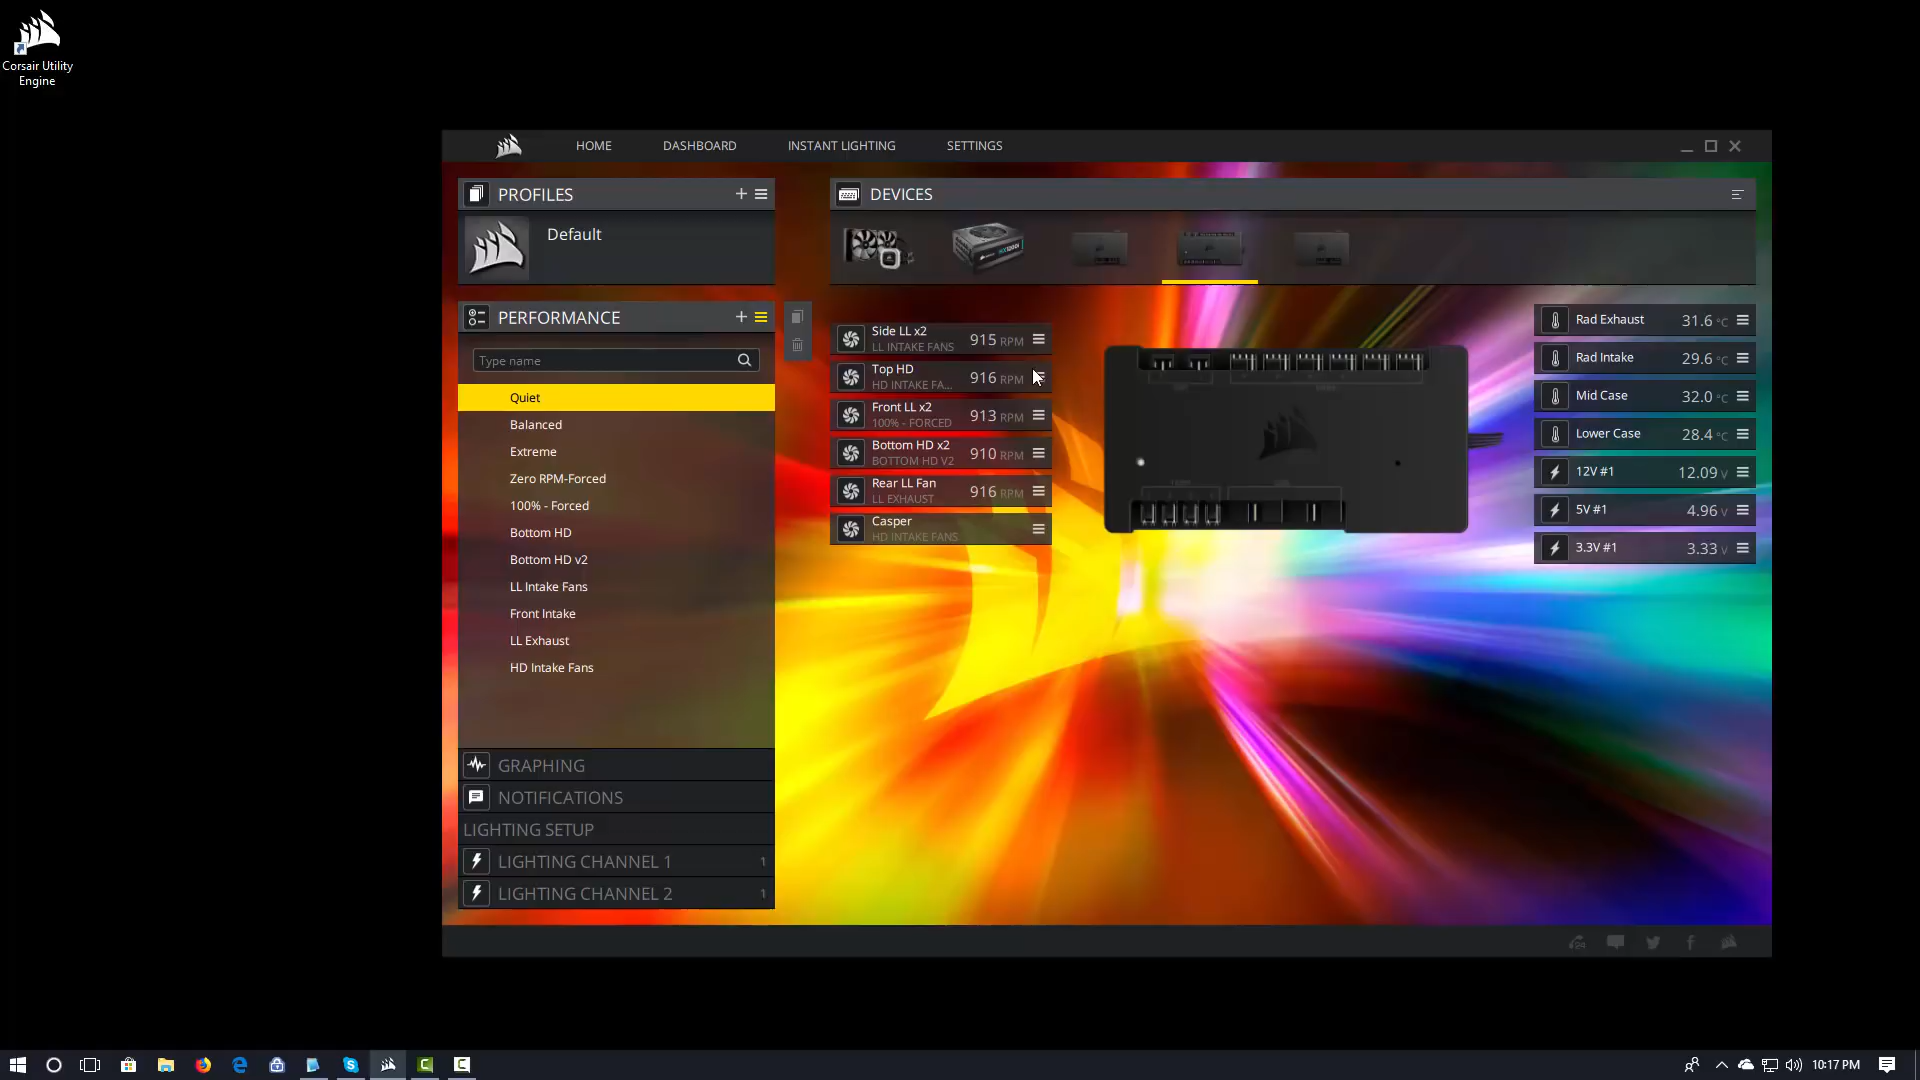 Corsair Utility
Engine
HOME DASHBOARD INSTANT LIGHTING SETTINGS
PROFILES
Default
PERFORMANCE
Type name
Quiet
Balanced
Extreme
Zero RPM-Forced
100% - Forced
Bottom HD
Bottom HD v2
LL Intake Fans
Front Intake
LL Exhaust
HD Intake Fans
GRAPHING
NOTIFICATIONS
LIGHTING SETUP
LIGHTING CHANNEL 1 1
LIGHTING CHANNEL 2 1
DEVICES
Side LL x2
LL INTAKE FANS 915 RPM
Top HD
HD INTAKE FA... 916 RPM
Front LL x2
100% - FORCED 913 RPM
Bottom HD x2
BOTTOM HD V2 910 RPM
Rear LL Fan
LL EXHAUST 916 RPM
Casper
HD INTAKE FANS
Rad Exhaust 31.6 °C
Rad Intake 29.6 °C
Mid Case 32.0 °C
Lower Case 28.4 °C
12V #1 12.09 V
5V #1 4.96 V
3.3V #1 3.33 V
10:17 PM